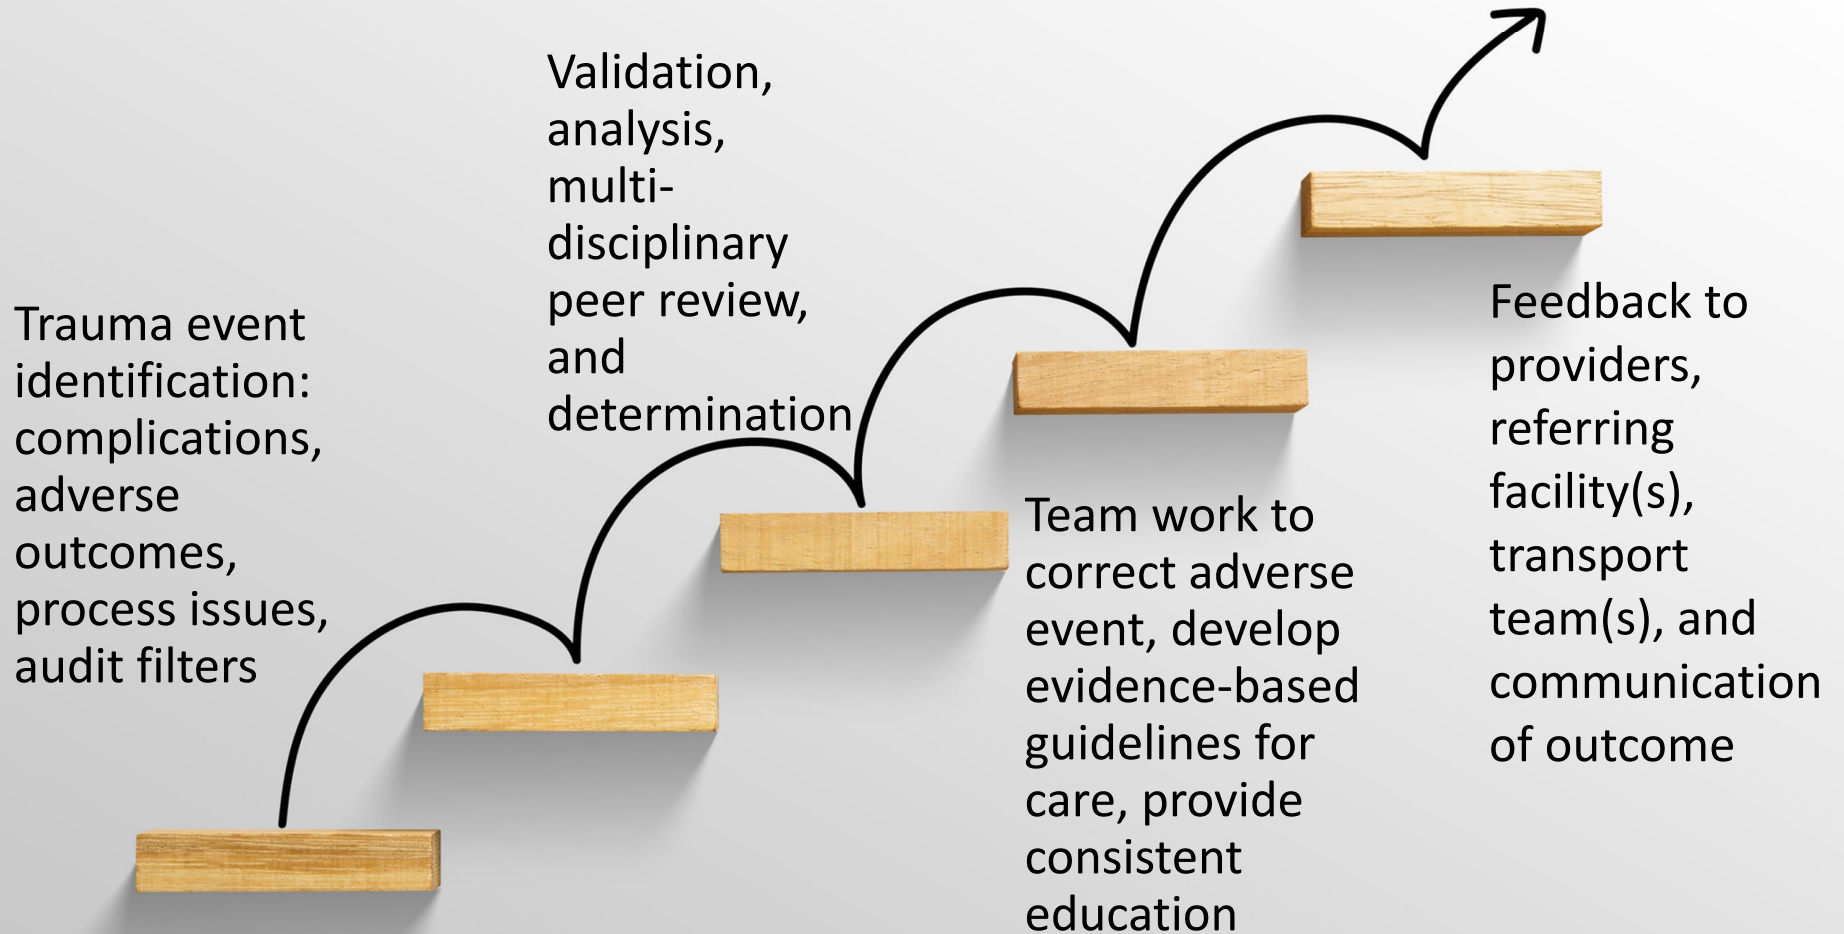 Trauma event
identification:
complications,
adverse
outcomes,
process issues,
audit filters
Validation,
analysis,
multi-
disciplinary
peer review,
and
determination
Team work to
correct adverse
event, develop
evidence-based
guidelines for
care, provide
consistent
education
Feedback to
providers,
referring
facility(s),
transport
team(s), and
communication
of outcome